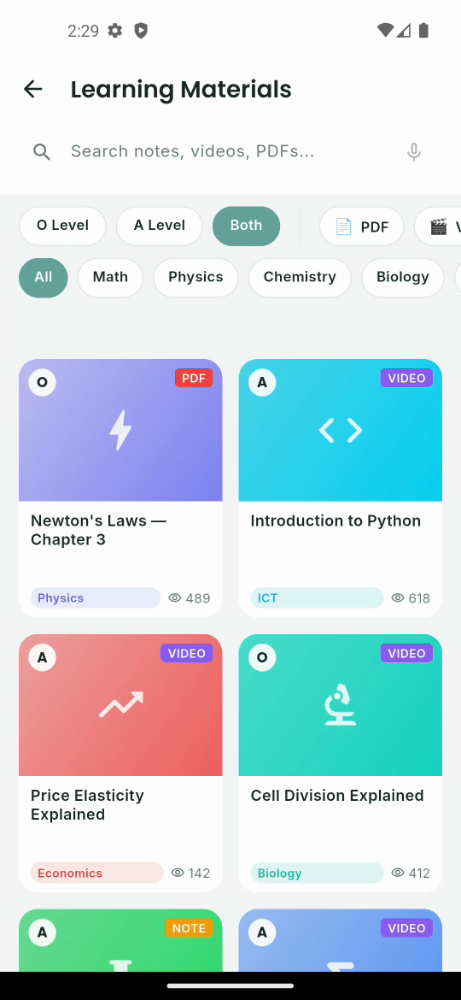 2:29
Learning Materials
Search notes, videos, PDFs...
O Level
A Level
Both
PDF
All
Math
Physics
Chemistry
Biology
O
PDF
Newton's Laws —
Chapter 3
Physics
489
A
VIDEO
Introduction to Python
ICT
618
A
VIDEO
Price Elasticity
Explained
Economics
142
O
VIDEO
Cell Division Explained
Biology
412
A
NOTE
A
VIDEO